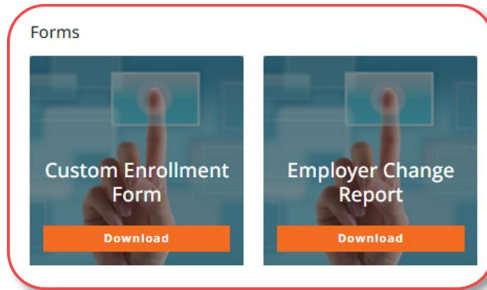 Forms
Custom Enrollment
Form
Download
Employer Change
Report
Download